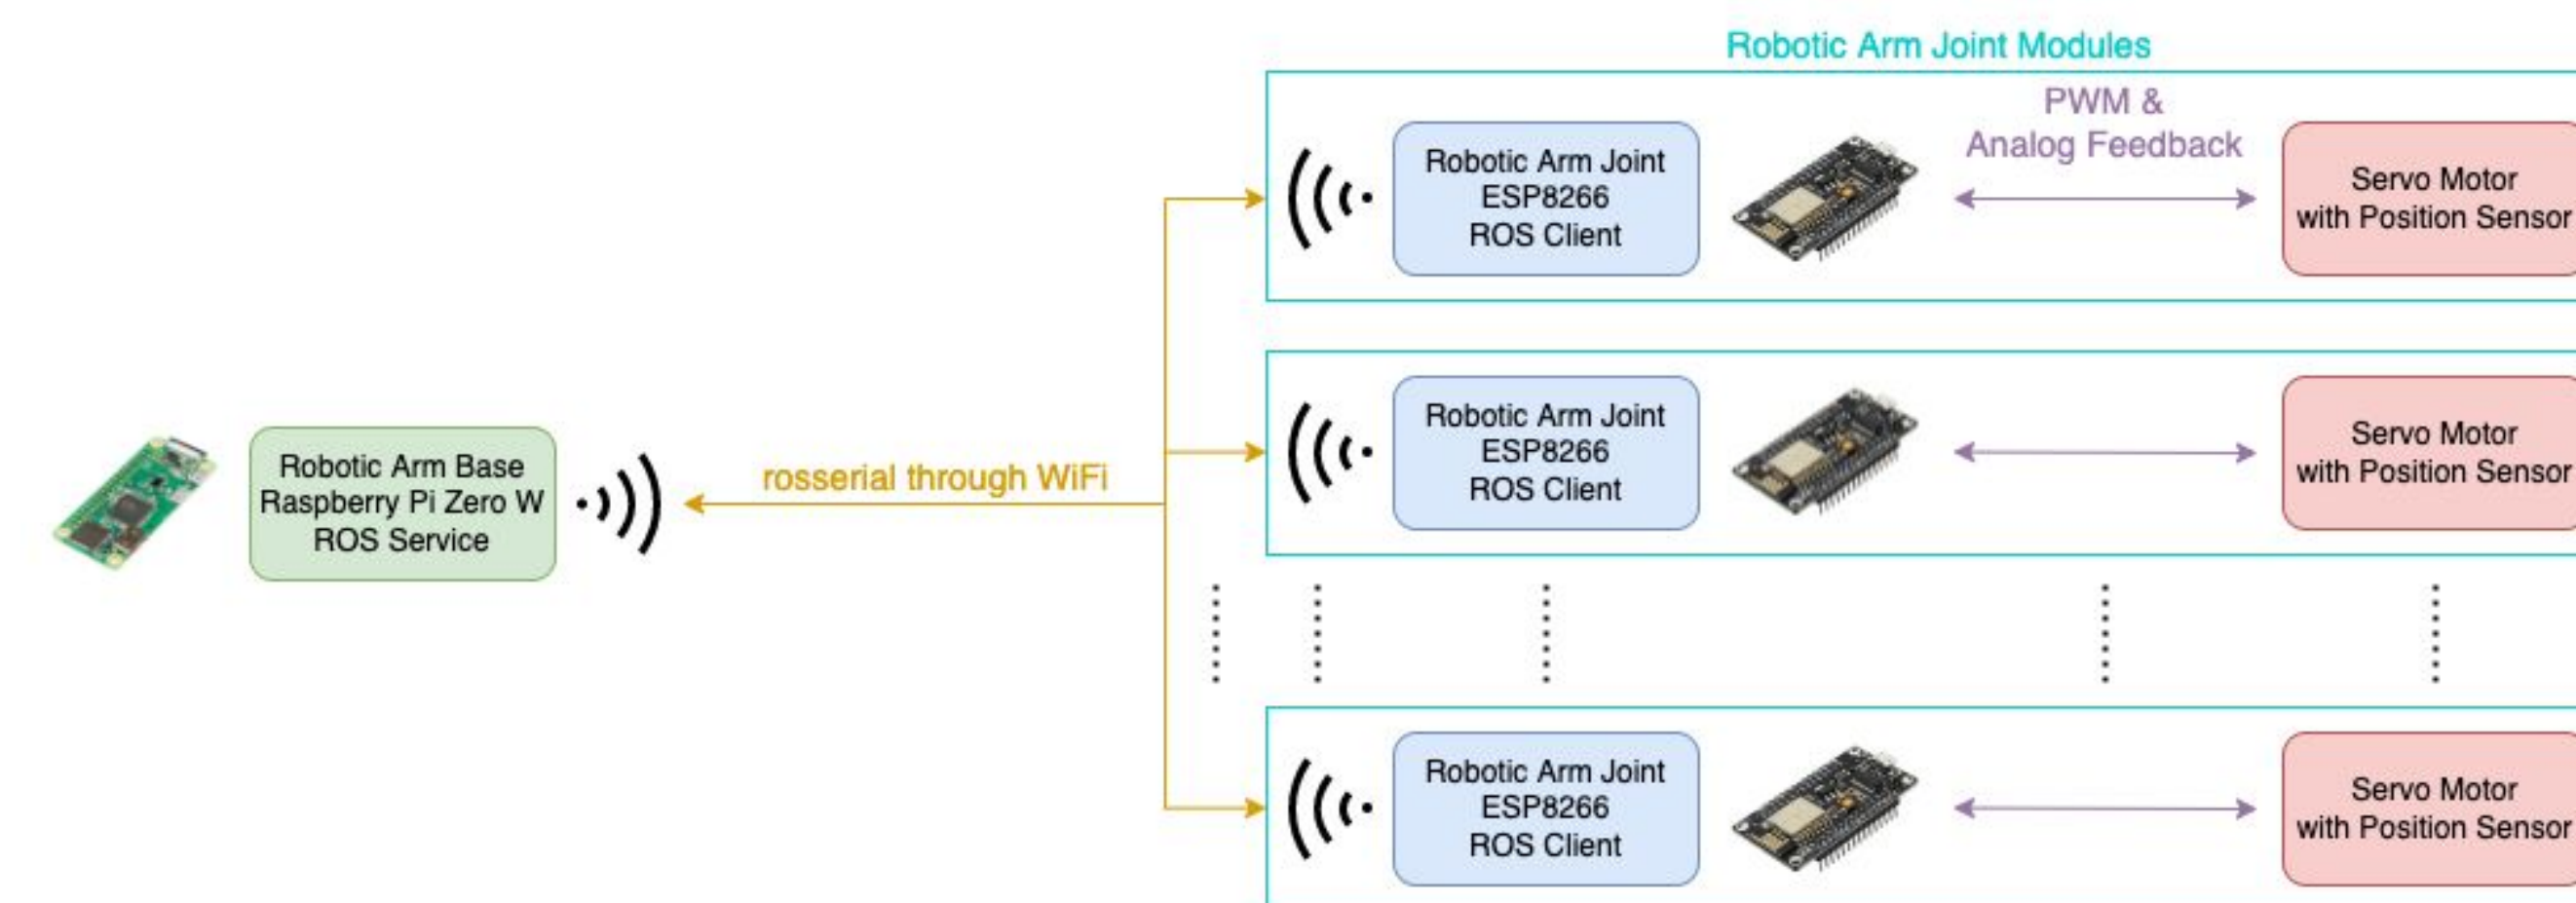 Robotic Arm Joint Modules
PWM &
Analog Feedback
Robotic Arm Joint
ESP8266
ROS Client
Servo Motor
with Position Sensor
Robotic Arm Joint
ESP8266
ROS Client
Servo Motor
with Position Sensor
Robotic Arm Base
Raspberry Pi Zero W
ROS Service
rosserial through WiFi
Robotic Arm Joint
ESP8266
ROS Client
Servo Motor
with Position Sensor